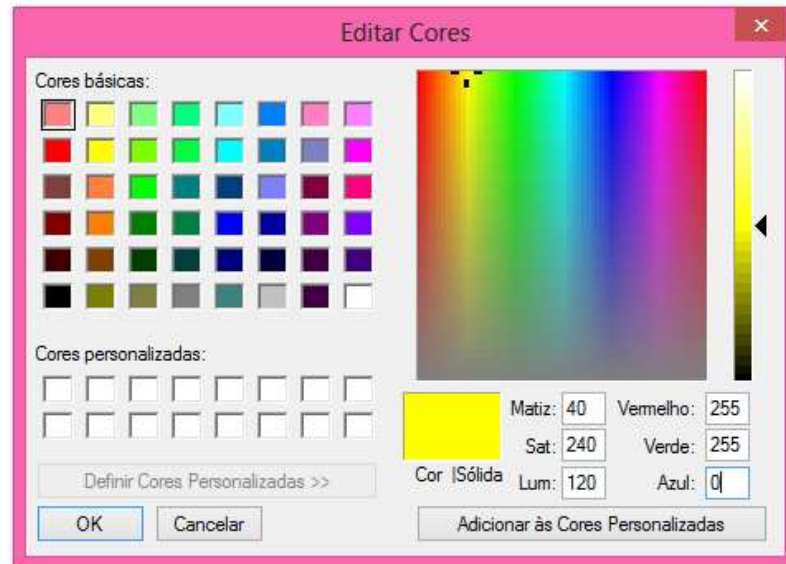 Editar Cores
x
Cores básicas:
Cores personalizadas:
Definir Cores Personalizadas >>
OK Cancelar
Cor |Sólida
Matiz: 40 Vermelho: 255
Sat: 240 Verde: 255
Lum: 120 Azul: 0
Adicionar às Cores Personalizadas